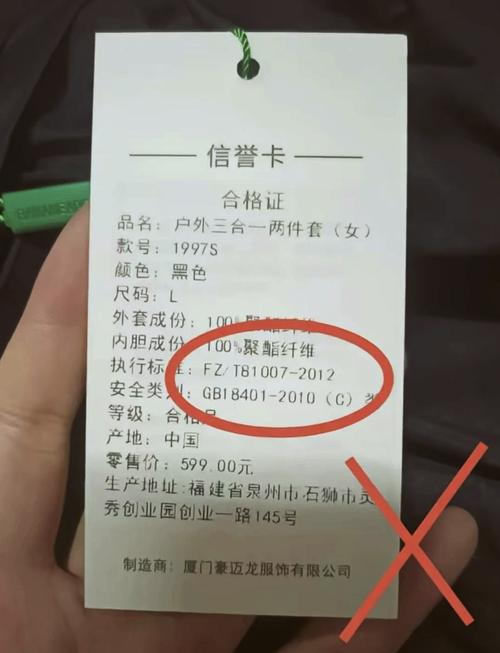 信誉卡
合格证
品名：户外三合一两件套（女）
款号：1997S
颜色：黑色
尺码：L
外套成份：100%聚酯纤维
内胆成份：100%聚酯纤维
执行标准：FZ/T81007-2012
安全类别：GB18401-2010（C）类
等级：合格品
产地：中国
零售价：599.00元
生产地址:福建省泉州市石狮市灵
秀创业园创业一路145号
制造商：厦门豪迈龙服饰有限公司